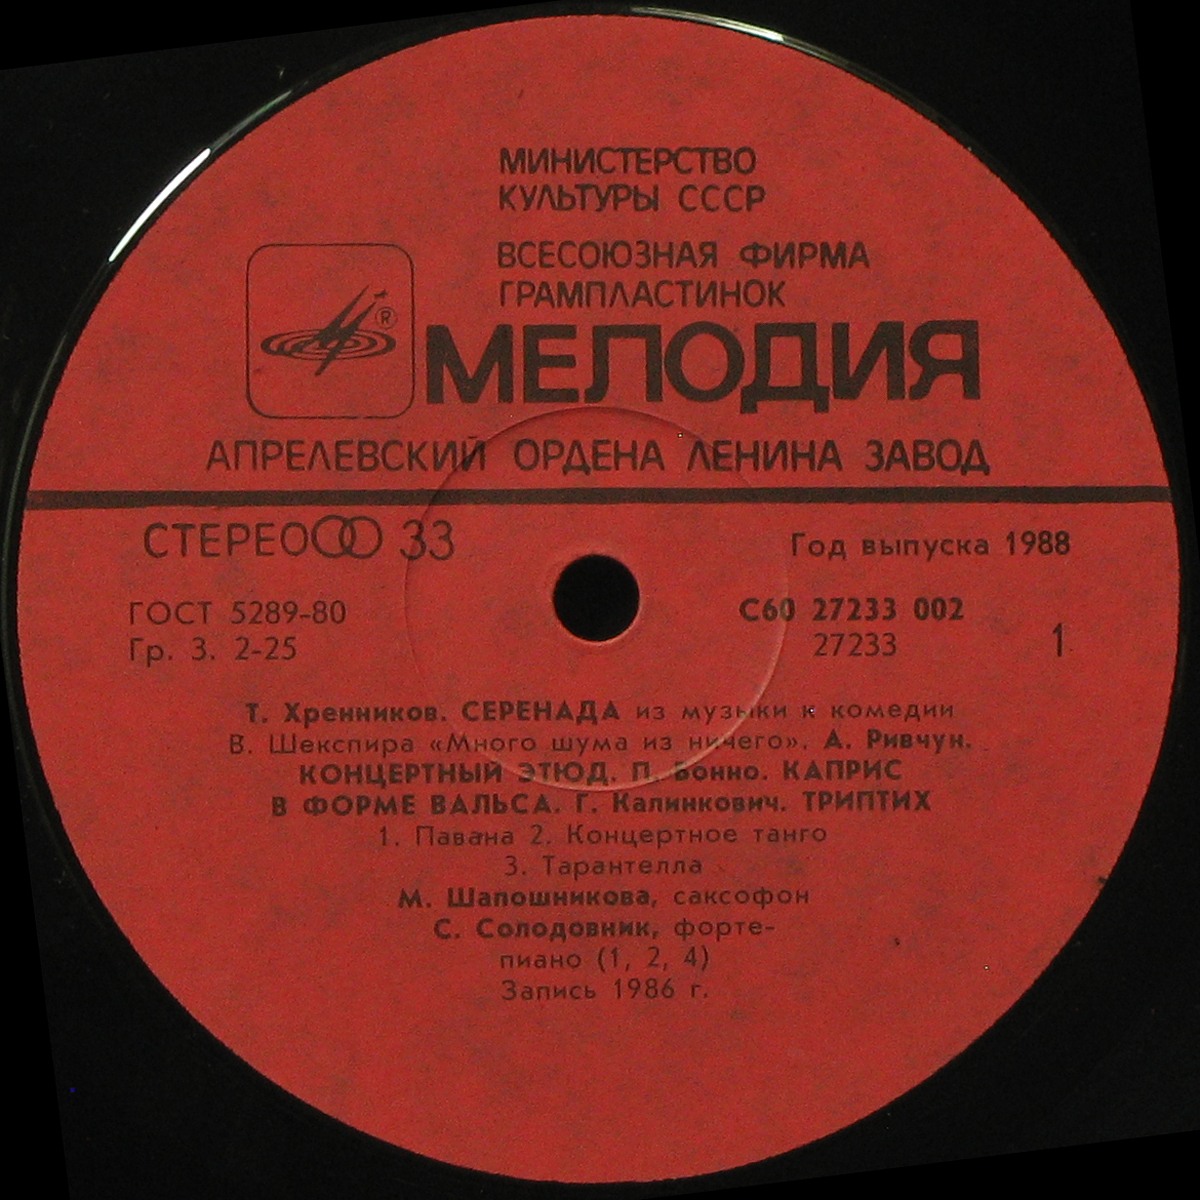 МИНИСТЕРСТВО
КУЛЬТУРЫ СССР
ВСЕСОЮЗНАЯ ФИРМА
ГРАМПЛАСТИНОК
®
МЕЛОДИЯ
АПРЕЛЕВСКИЙ ОРДЕНА ЛЕНИНА ЗАВОД
СТЕРЕО 33
Год выпуска 1988
ГОСТ 5289-80
Гр. 3. 2-25
С60 27233 002
27233
1
Т. Хренников. СЕРЕНАДА из музыки к комедии
В. Шекспира «Много шума из ничего». А. Ривчун.
КОНЦЕРТНЫЙ ЭТЮД. П. Бонно. КАПРИС
В ФОРМЕ ВАЛЬСА. Г. Калинкович. ТРИПТИХ
1. Павана 2. Концертное танго
3. Тарантелла
М. Шапошникова, саксофон
С. Солодовник, форте-
пиано (1, 2, 4)
Запись 1986 г.